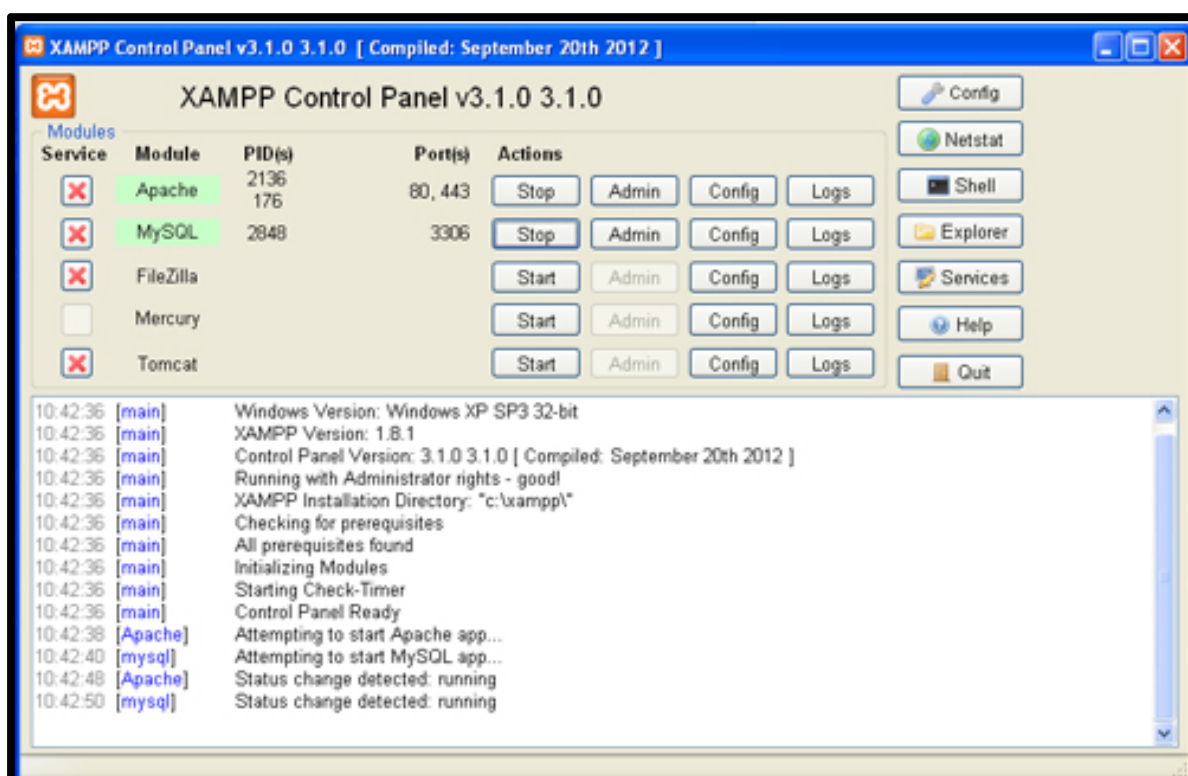 XAMPP Control Panel v3.1.0 3.1.0 [ Compiled: September 20th 2012 ]
XAMPP Control Panel v3.1.0 3.1.0
Config
Modules
Netstat
Service Module PID(s) Port(s) Actions
Apache 2136 176 80, 443 Stop Admin Config Logs
Shell
MySQL 2848 3306 Stop Admin Config Logs
Explorer
FileZilla Start Admin Config Logs
Services
Mercury Start Admin Config Logs
Help
Tomcat Start Admin Config Logs
Quit
10:42:36 [main] Windows Version: Windows XP SP3 32-bit
10:42:36 [main] XAMPP Version: 1.8.1
10:42:36 [main] Control Panel Version: 3.1.0 3.1.0 [ Compiled: September 20th 2012 ]
10:42:36 [main] Running with Administrator rights - good!
10:42:36 [main] XAMPP Installation Directory: "c:\xampp\"
10:42:36 [main] Checking for prerequisites
10:42:36 [main] All prerequisites found
10:42:36 [main] Initializing Modules
10:42:36 [main] Starting Check-Timer
10:42:36 [main] Control Panel Ready
10:42:38 [Apache] Attempting to start Apache app...
10:42:40 [mysql] Attempting to start MySQL app...
10:42:48 [Apache] Status change detected: running
10:42:50 [mysql] Status change detected: running